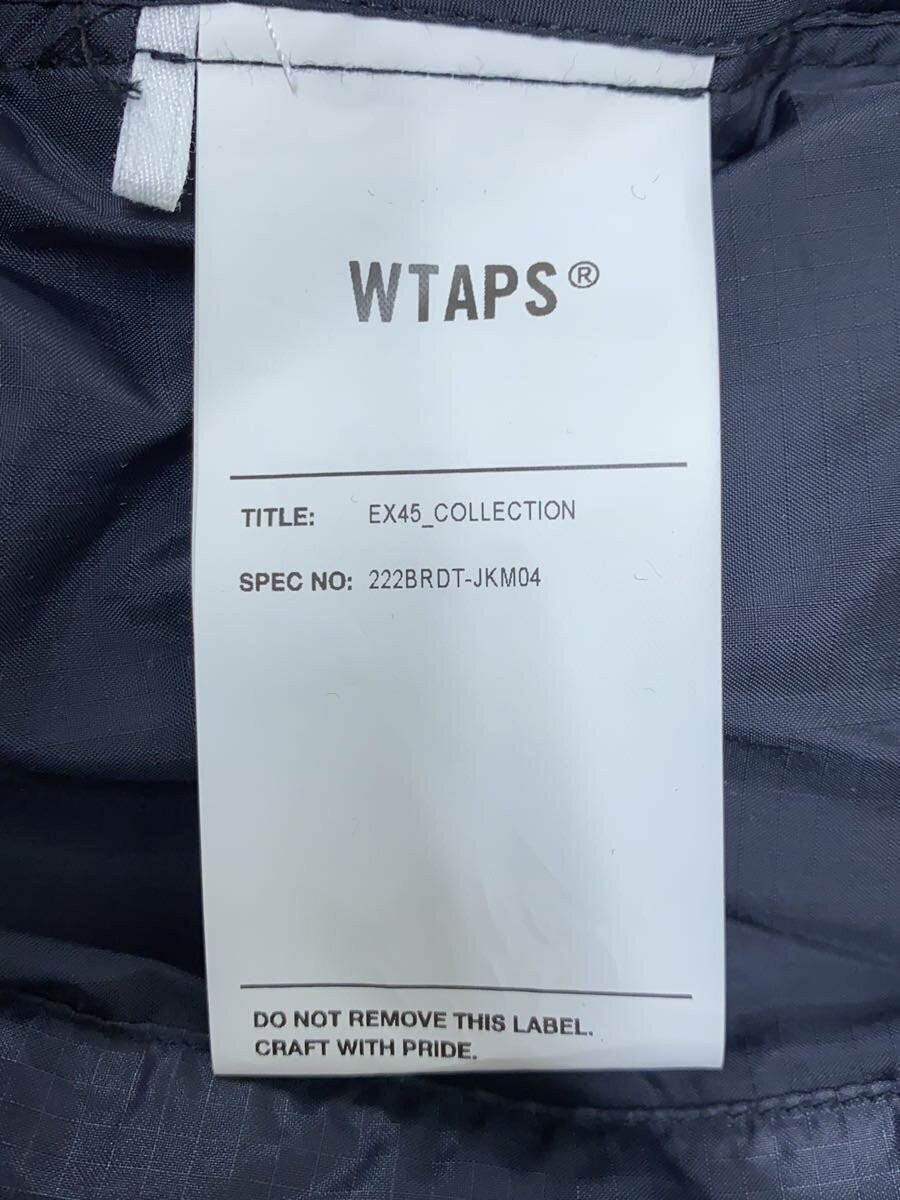 WTAPS®
TITLE: EX45_COLLECTION
SPEC NO: 222BRDT-JKM04
DO NOT REMOVE THIS LABEL.
CRAFT WITH PRIDE.